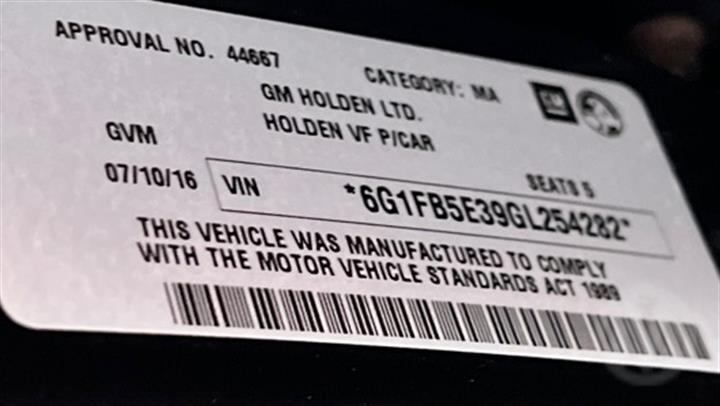 APPROVAL NO. 44667
CATEGORY: MA
GM HOLDEN LTD.
HOLDEN VF P/CAR
GVM
SEATS 5
07/10/16
VIN *6G1FB5E39GL254282*
THIS VEHICLE WAS MANUFACTURED TO COMPLY
WITH THE MOTOR VEHICLE STANDARDS ACT 1989